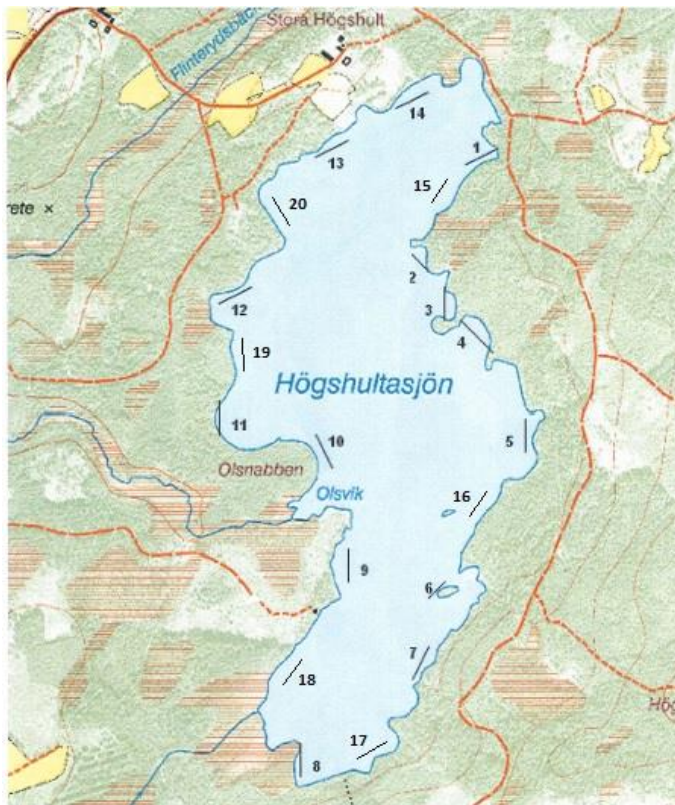 Stora Högshult
Flinterydsbäck
14
1
13
15
rete ×
20
2
12
3
4
19
Högshultasjön
11
10
5
Olsnabben
16
Olsvik
9
6
7
18
Hög
17
8